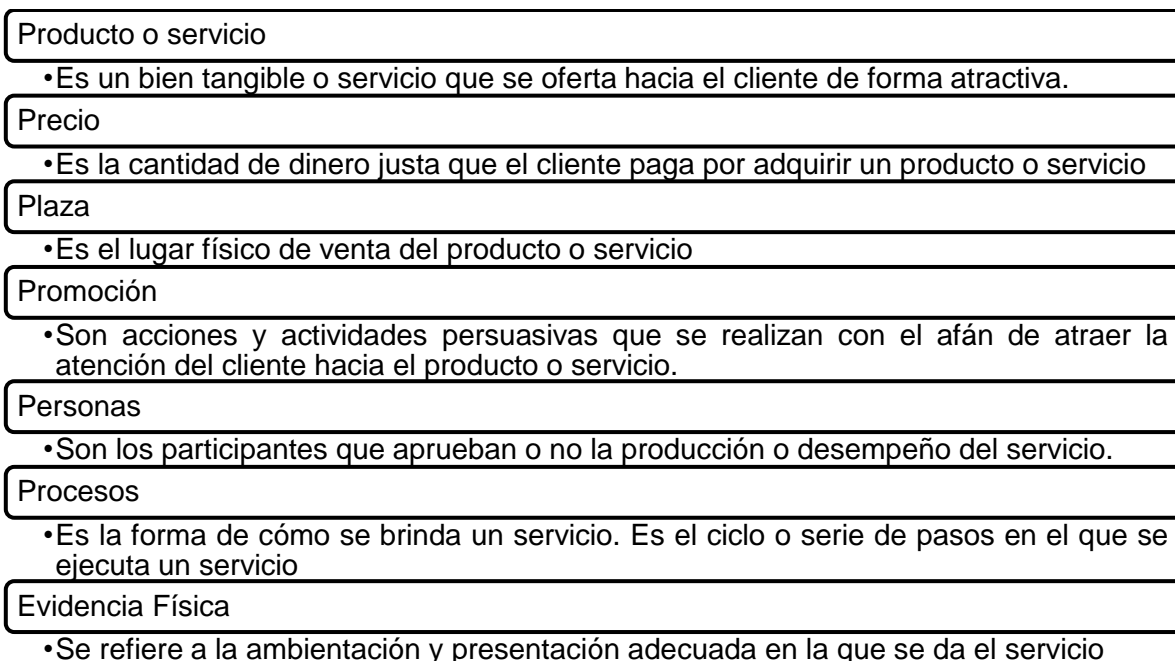 Producto o servicio
•Es un bien tangible o servicio que se oferta hacia el cliente de forma atractiva.
Precio
•Es la cantidad de dinero justa que el cliente paga por adquirir un producto o servicio
Plaza
•Es el lugar físico de venta del producto o servicio
Promoción
•Son acciones y actividades persuasivas que se realizan con el afán de atraer la
atención del cliente hacia el producto o servicio.
Personas
•Son los participantes que aprueban o no la producción o desempeño del servicio.
Procesos
•Es la forma de cómo se brinda un servicio. Es el ciclo o serie de pasos en el que se
ejecuta un servicio
Evidencia Física
•Se refiere a la ambientación y presentación adecuada en la que se da el servicio